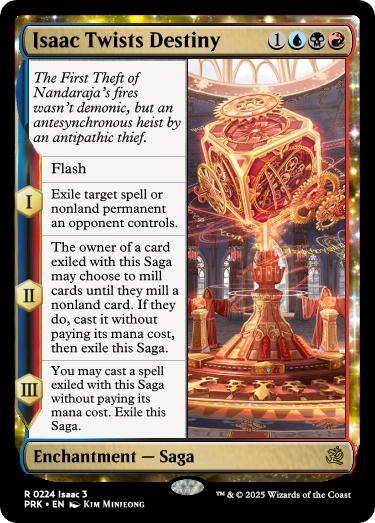 Isaac Twists Destiny
1
The First Theft of
Nandaraja's fires
wasn't demonic, but an
antesynchronous heist by
an antipathic thief.
Flash
I
Exile target spell or
nonland permanent
an opponent controls.
II
The owner of a card
exiled with this Saga
may choose to mill
cards until they mill a
nonland card. If they
do, cast it without
paying its mana cost,
then exile this Saga.
III
You may cast a spell
exiled with this Saga
without paying its
mana cost. Exile this
Saga.
Enchantment — Saga
R 0224 Isaac 3
PRK • EN Kim Minjeong
™ & © 2025 Wizards of the Coast